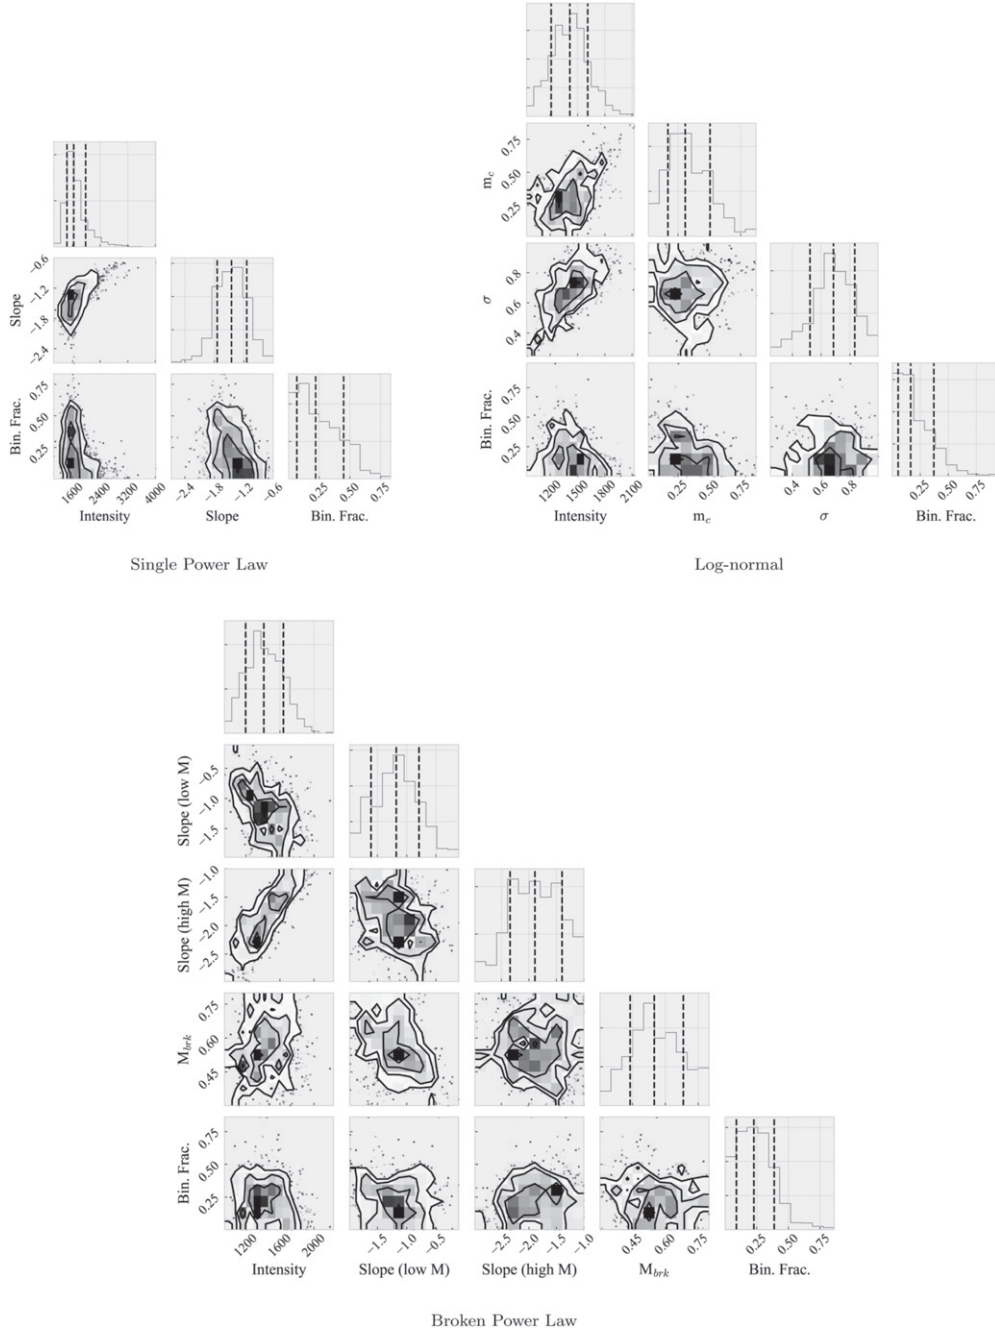 m_c
0.75
0.50
0.25
Slope
-0.6
-1.2
-1.8
-2.4
σ
0.8
0.6
0.4
Bin. Frac.
0.75
0.50
0.25
Bin. Frac.
0.75
0.50
0.25
1600 2400 3200 4000
-2.4 -1.8 -1.2 -0.6
0.25 0.50 0.75
1200 1500 1800 2100
0.25 0.50 0.75
0.4 0.6 0.8
0.25 0.50 0.75
Intensity Slope Bin. Frac.
Intensity m_c σ Bin. Frac.
Single Power Law
Log-normal
Slope (low M)
-0.5
-1.0
-1.5
Slope (high M)
-1.0
-1.5
-2.0
-2.5
M_brk
0.75
0.60
0.45
Bin. Frac.
0.75
0.50
0.25
1200 1600 2000
-1.5 -1.0 -0.5
-2.5 -2.0 -1.5 -1.0
0.45 0.60 0.75
0.25 0.50 0.75
Intensity Slope (low M) Slope (high M) M_brk Bin. Frac.
Broken Power Law